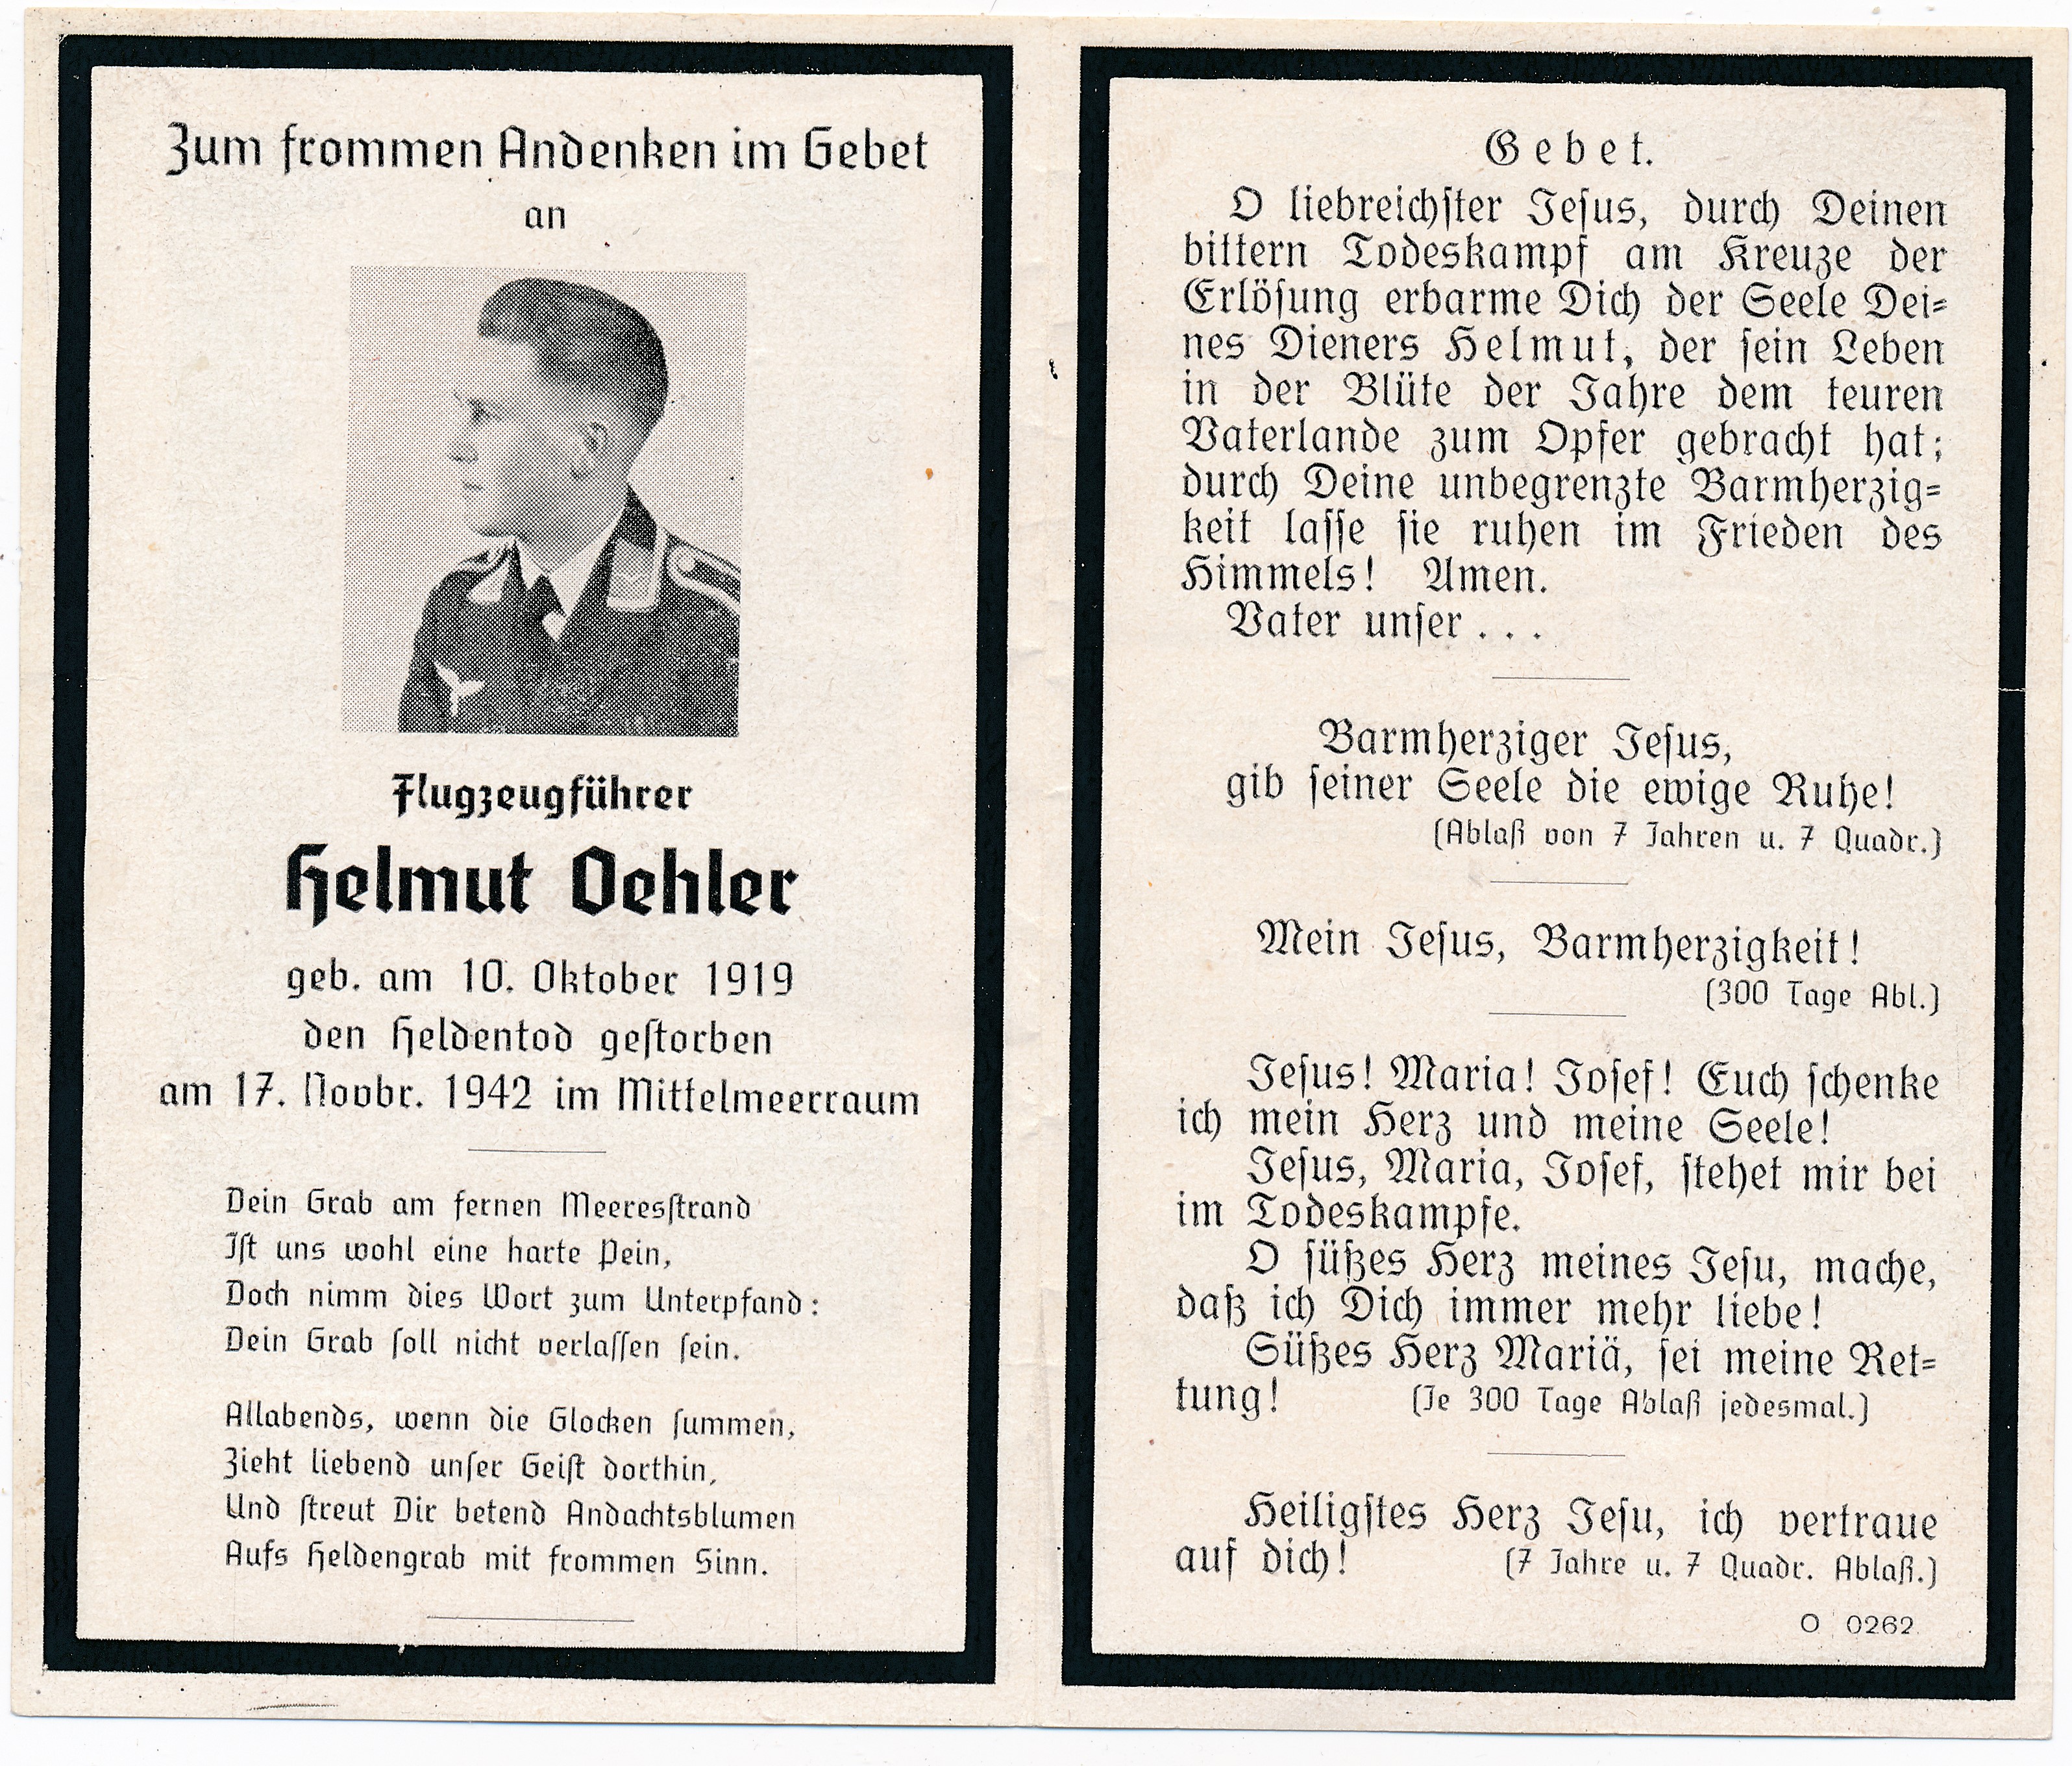 Zum frommen Andenken im Gebet
an
Flugzeugführer
Helmut Oehler
geb. am 10. Oktober 1919
den Heldentod gestorben
am 17. Novbr. 1942 im Mittelmeerraum
Dein Grab am fernen Meeresstrand
Ist uns wohl eine harte Pein,
Doch nimm dies Wort zum Unterpfand:
Dein Grab soll nicht verlassen sein.
Allabends, wenn die Glocken summen,
Zieht liebend unser Geist dorthin,
Und streut Dir betend Andachtsblumen
Aufs Heldengrab mit frommen Sinn.
Gebet.
O liebreichster Jesus, durch Deinen
bittern Todeskampf am Kreuze der
Erlösung erbarme Dich der Seele Dei-
nes Dieners Helmut, der sein Leben
in der Blüte der Jahre dem teuren
Vaterlande zum Opfer gebracht hat;
durch Deine unbegrenzte Barmherzig-
keit lasse sie ruhen im Frieden des
Himmels! Amen.
Vater unser . . .
Barmherziger Jesus,
gib seiner Seele die ewige Ruhe!
(Ablaß von 7 Jahren u. 7 Quadr.)
Mein Jesus, Barmherzigkeit!
(300 Tage Abl.)
Jesus! Maria! Josef! Euch schenke
ich mein Herz und meine Seele!
Jesus, Maria, Josef, stehet mir bei
im Todeskampfe.
O süßes Herz meines Jesu, mache,
daß ich Dich immer mehr liebe!
Süßes Herz Mariä, sei meine Ret-
tung! (Je 300 Tage Ablaß jedesmal.)
Heiligstes Herz Jesu, ich vertraue
auf dich! (7 Jahre u. 7 Quadr. Ablaß.)
O 0262